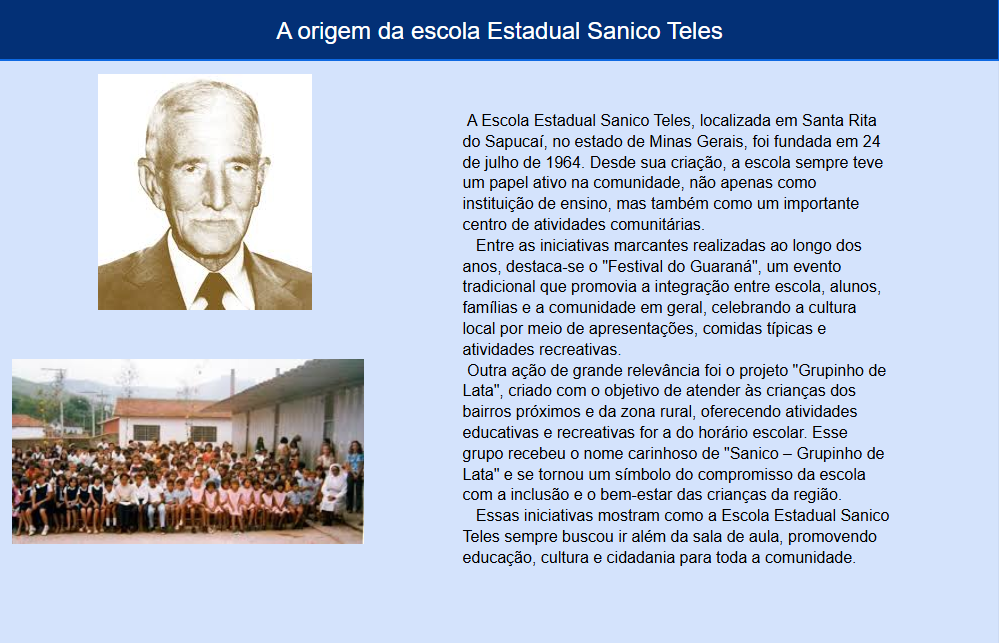 A origem da escola Estadual Sanico Teles
A Escola Estadual Sanico Teles, localizada em Santa Rita
do Sapucaí, no estado de Minas Gerais, foi fundada em 24
de julho de 1964. Desde sua criação, a escola sempre teve
um papel ativo na comunidade, não apenas como
instituição de ensino, mas também como um importante
centro de atividades comunitárias.
Entre as iniciativas marcantes realizadas ao longo dos
anos, destaca-se o "Festival do Guaraná", um evento
tradicional que promovia a integração entre escola, alunos,
famílias e a comunidade em geral, celebrando a cultura
local por meio de apresentações, comidas típicas e
atividades recreativas.
Outra ação de grande relevância foi o projeto "Grupinho de
Lata", criado com o objetivo de atender às crianças dos
bairros próximos e da zona rural, oferecendo atividades
educativas e recreativas for a do horário escolar. Esse
grupo recebeu o nome carinhoso de "Sanico – Grupinho de
Lata" e se tornou um símbolo do compromisso da escola
com a inclusão e o bem-estar das crianças da região.
Essas iniciativas mostram como a Escola Estadual Sanico
Teles sempre buscou ir além da sala de aula, promovendo
educação, cultura e cidadania para toda a comunidade.